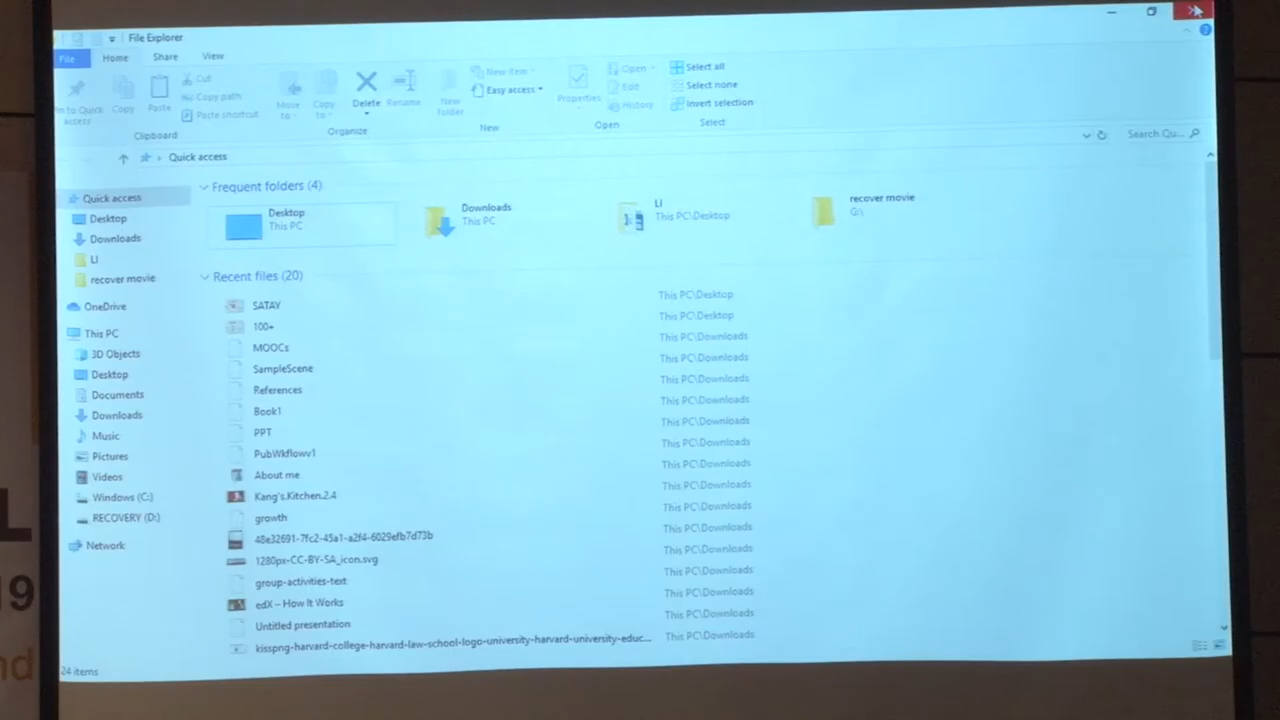 File Explorer
File Home Share View
Cut
Copy path
Paste shortcut
Copy Paste
to Quick access
Clipboard
Move to Copy to Delete Rename
Organize
New folder
New item
Easy access
New
Properties
Open
Edit
History
Open
Select all
Select none
Invert selection
Select
Quick access
Search Qu...
Quick access
Desktop
Downloads
LI
recover movie
OneDrive
This PC
3D Objects
Desktop
Documents
Downloads
Music
Pictures
Videos
Windows (C:)
RECOVERY (D:)
Network
Frequent folders (4)
Desktop
This PC
Downloads
This PC
LI
This PC\Desktop
recover movie
G:\
Recent files (20)
SATAY This PC\Desktop
100+ This PC\Desktop
MOOCs This PC\Downloads
SampleScene This PC\Downloads
References This PC\Downloads
Book1 This PC\Downloads
PPT This PC\Downloads
PubWkflowv1 This PC\Downloads
About me This PC\Downloads
Kang's.Kitchen.2.4 This PC\Downloads
growth This PC\Downloads
48e32691-7fc2-45a1-a2f4-6029efb7d73b This PC\Downloads
1280px-CC-BY-SA_icon.svg This PC\Downloads
group-activities-text This PC\Downloads
edX – How It Works This PC\Downloads
Untitled presentation This PC\Downloads
kisspng-harvard-college-harvard-law-school-logo-university-harvard-university-educ... This PC\Downloads
24 items
L
19
nd